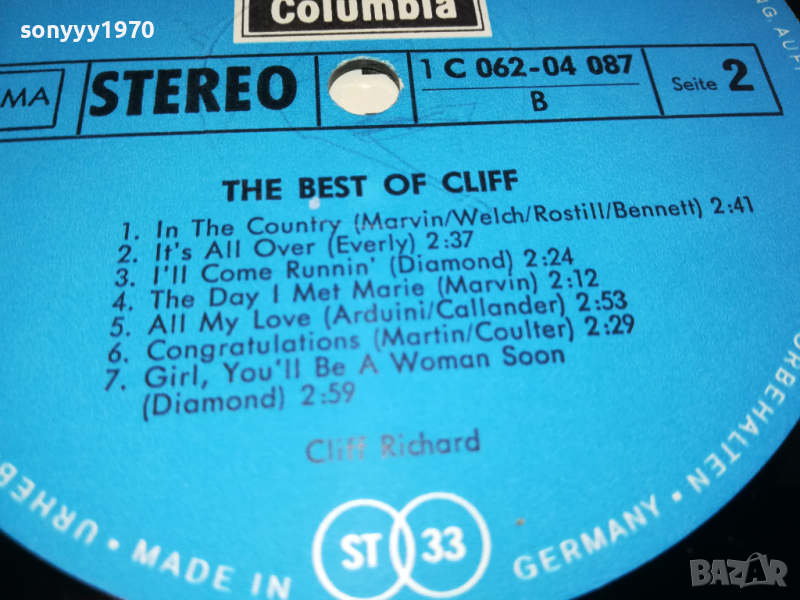 sonyyy1970
Columbia
MA
STEREO
1 C 062-04 087
B
Seite 2
THE BEST OF CLIFF
1. In The Country (Marvin/Welch/Rostill/Bennett) 2:41
2. It's All Over (Everly) 2:37
3. I'll Come Runnin' (Diamond) 2:24
4. The Day I Met Marie (Marvin) 2:12
5. All My Love (Arduini/Callander) 2:53
6. Congratulations (Martin/Coulter) 2:29
7. Girl, You'll Be A Woman Soon
(Diamond) 2:59
Cliff Richard
ST 33
URHEB
MADE IN GERMANY
ORBEHALTEN
NG. AUF
BAZAR